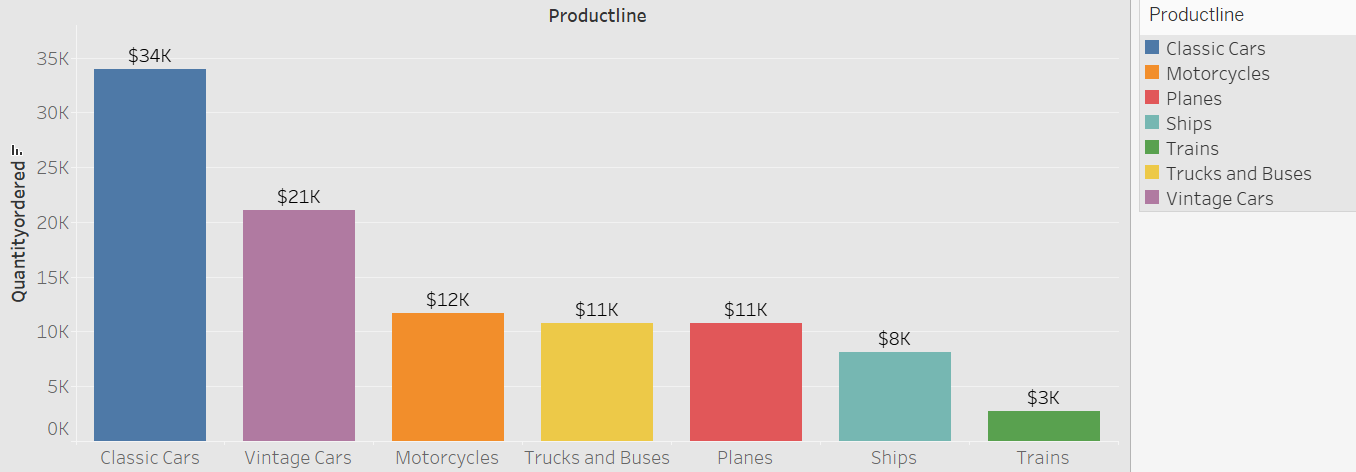 Productline
Quantityordered
35K
30K
25K
20K
15K
10K
5K
0K
$34K
$21K
$12K
$11K
$11K
$8K
$3K
Classic Cars
Vintage Cars
Motorcycles
Trucks and Buses
Planes
Ships
Trains
Productline
Classic Cars
Motorcycles
Planes
Ships
Trains
Trucks and Buses
Vintage Cars